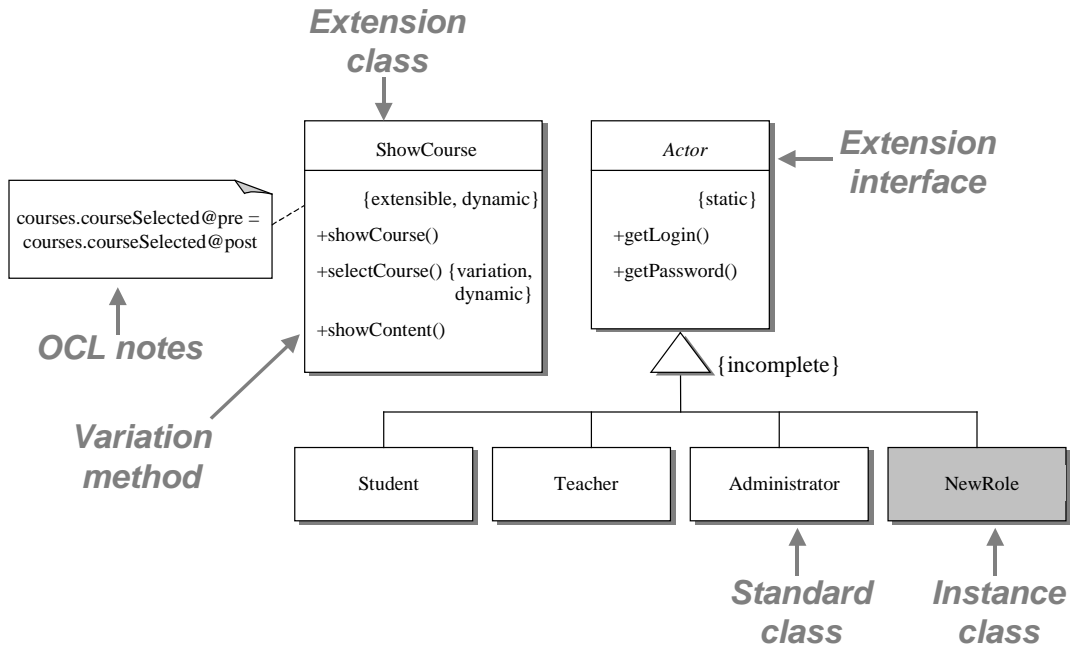 Extension
class
ShowCourse
{extensible, dynamic}
+showCourse()
+selectCourse() {variation,
dynamic}
+showContent()
Actor
{static}
+getLogin()
+getPassword()
Extension
interface
courses.courseSelected@pre =
courses.courseSelected@post
OCL notes
Variation
method
{incomplete}
Student
Teacher
Administrator
NewRole
Standard
class
Instance
class